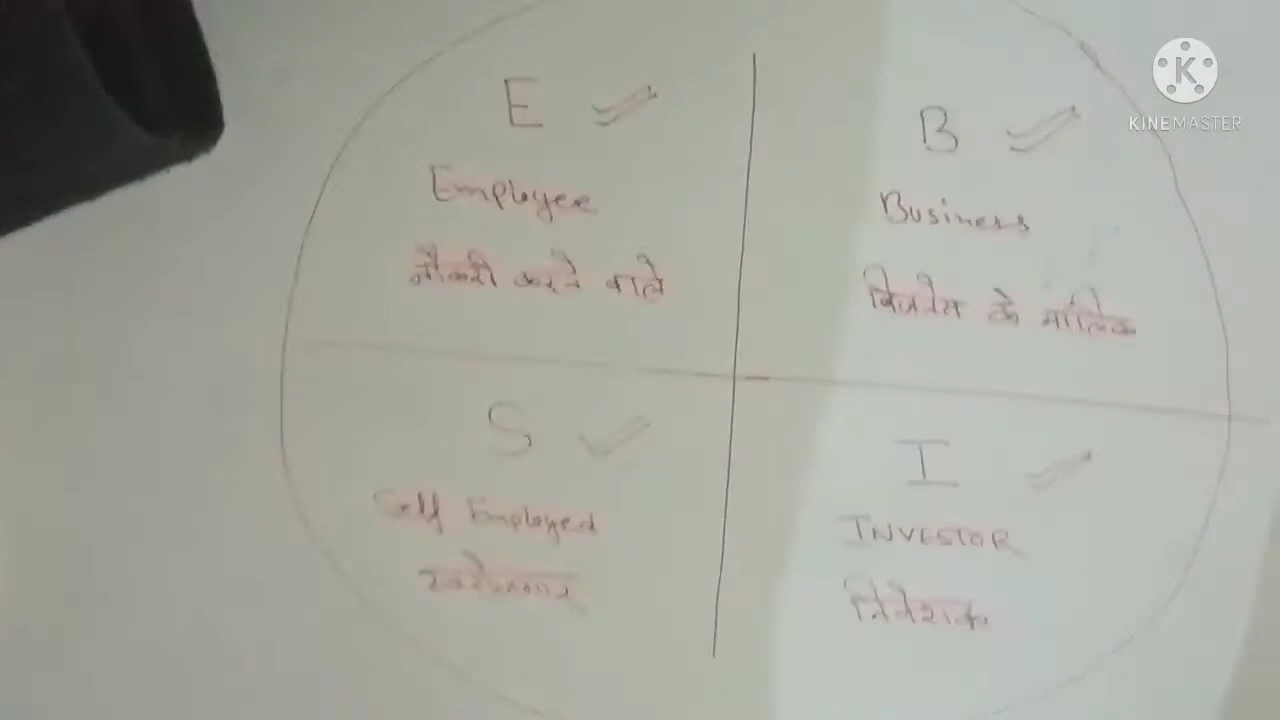 E
Employee
नौकरी करने वाले
B
Business
बिजनेस के मालिक
S
Self Employed
I
INVESTOR
निवेशक
K
KINEMASTER